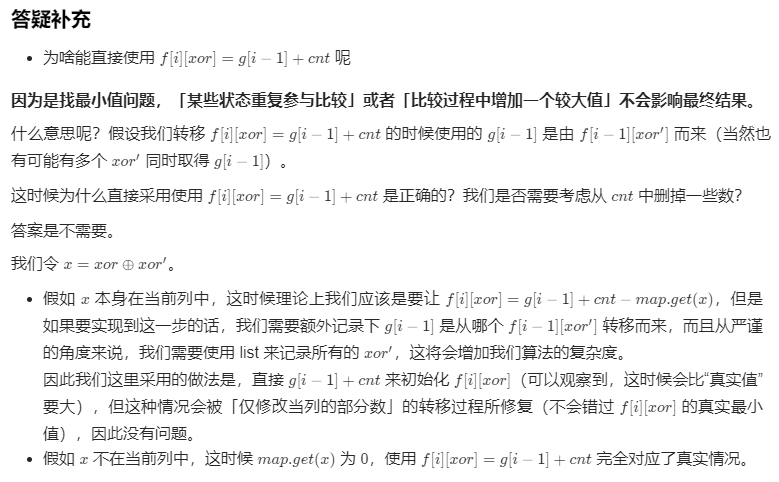 答疑补充
• 为啥能直接使用 f[i][xor] = g[i − 1] + cnt 呢
因为是找最小值问题，「某些状态重复参与比较」或者「比较过程中增加一个较大值」不会影响最终结果。
什么意思呢？假设我们转移 f[i][xor] = g[i − 1] + cnt 的时候使用的 g[i − 1] 是由 f[i − 1][xor′] 而来（当然也
有可能有多个 xor′ 同时取得 g[i − 1]）。
这时候为什么直接采用使用 f[i][xor] = g[i − 1] + cnt 是正确的？我们是否需要考虑从 cnt 中删掉一些数？
答案是不需要。
我们令 x = xor ⊕ xor′。
• 假如 x 本身在当前列中，这时候理论上我们应该是要让 f[i][xor] = g[i − 1] + cnt − map.get(x)，但是
如果要实现到这一步的话，我们需要额外记录下 g[i − 1] 是从哪个 f[i − 1][xor′] 转移而来，而且从严谨
的角度来说，我们需要使用 list 来记录所有的 xor′，这将会增加我们算法的复杂度。
因此我们这里采用的做法是，直接 g[i − 1] + cnt 来初始化 f[i][xor]（可以观察到，这时候会比“真实值”
要大），但这种情况会被「仅修改当列的部分数」的转移过程所修复（不会错过 f[i][xor] 的真实最小
值），因此没有问题。
• 假如 x 不在当前列中，这时候 map.get(x) 为 0，使用 f[i][xor] = g[i − 1] + cnt 完全对应了真实情况。